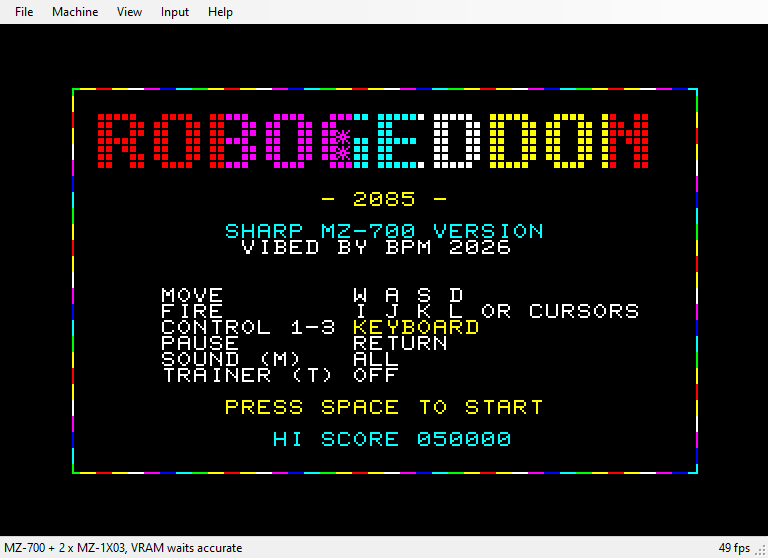 File Machine View Input Help
ROBOGEDDON
- 2085 -
SHARP MZ-700 VERSION
VIBED BY BPM 2026
MOVE W A S D
FIRE I J K L OR CURSORS
CONTROL 1-3 KEYBOARD
PAUSE RETURN
SOUND (M) ALL
TRAINER (T) OFF
PRESS SPACE TO START
HI SCORE 050000
MZ-700 + 2 x MZ-1X03, VRAM waits accurate 49 fps